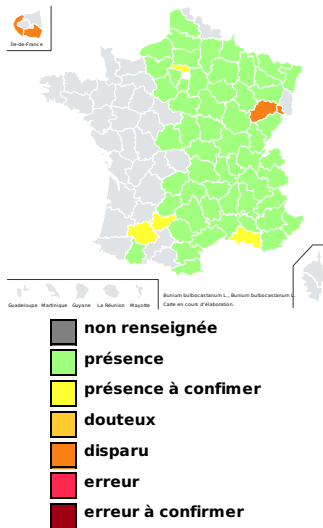 Île-de-France
Guadeloupe Martinique Guyane La Réunion Mayotte
Bunium bulbocastanum L., Bunium bulbocastanum L.
Carte en cours d'élaboration.
non renseignée
présence
présence à confimer
douteux
disparu
erreur
erreur à confirmer